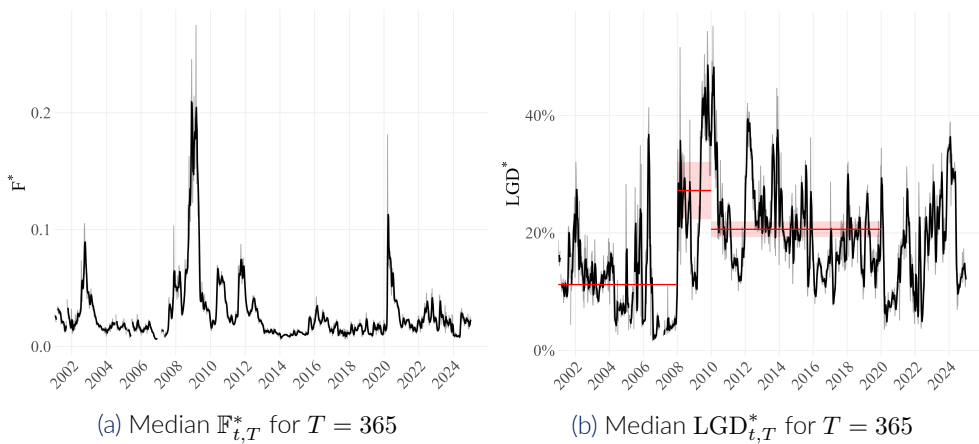 F*
0.2
0.1
0.0
2002 2004 2006 2008 2010 2012 2014 2016 2018 2020 2022 2024
(a) Median 𝔽*t,T for T = 365
LGD*
40%
20%
0%
2002 2004 2006 2008 2010 2012 2014 2016 2018 2020 2022 2024
(b) Median LGD*t,T for T = 365